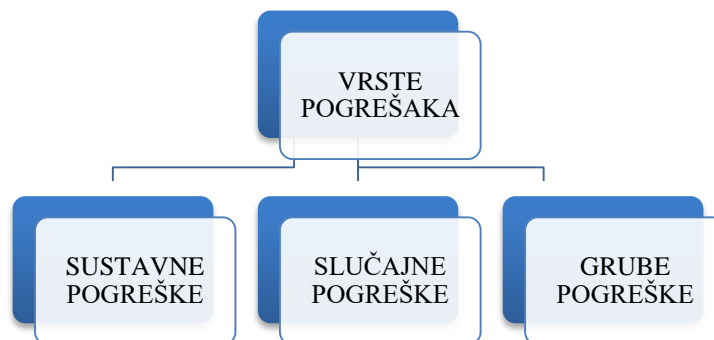 VRSTE
POGREŠAKA
SUSTAVNE
POGREŠKE
SLUČAJNE
POGREŠKE
GRUBE
POGREŠKE